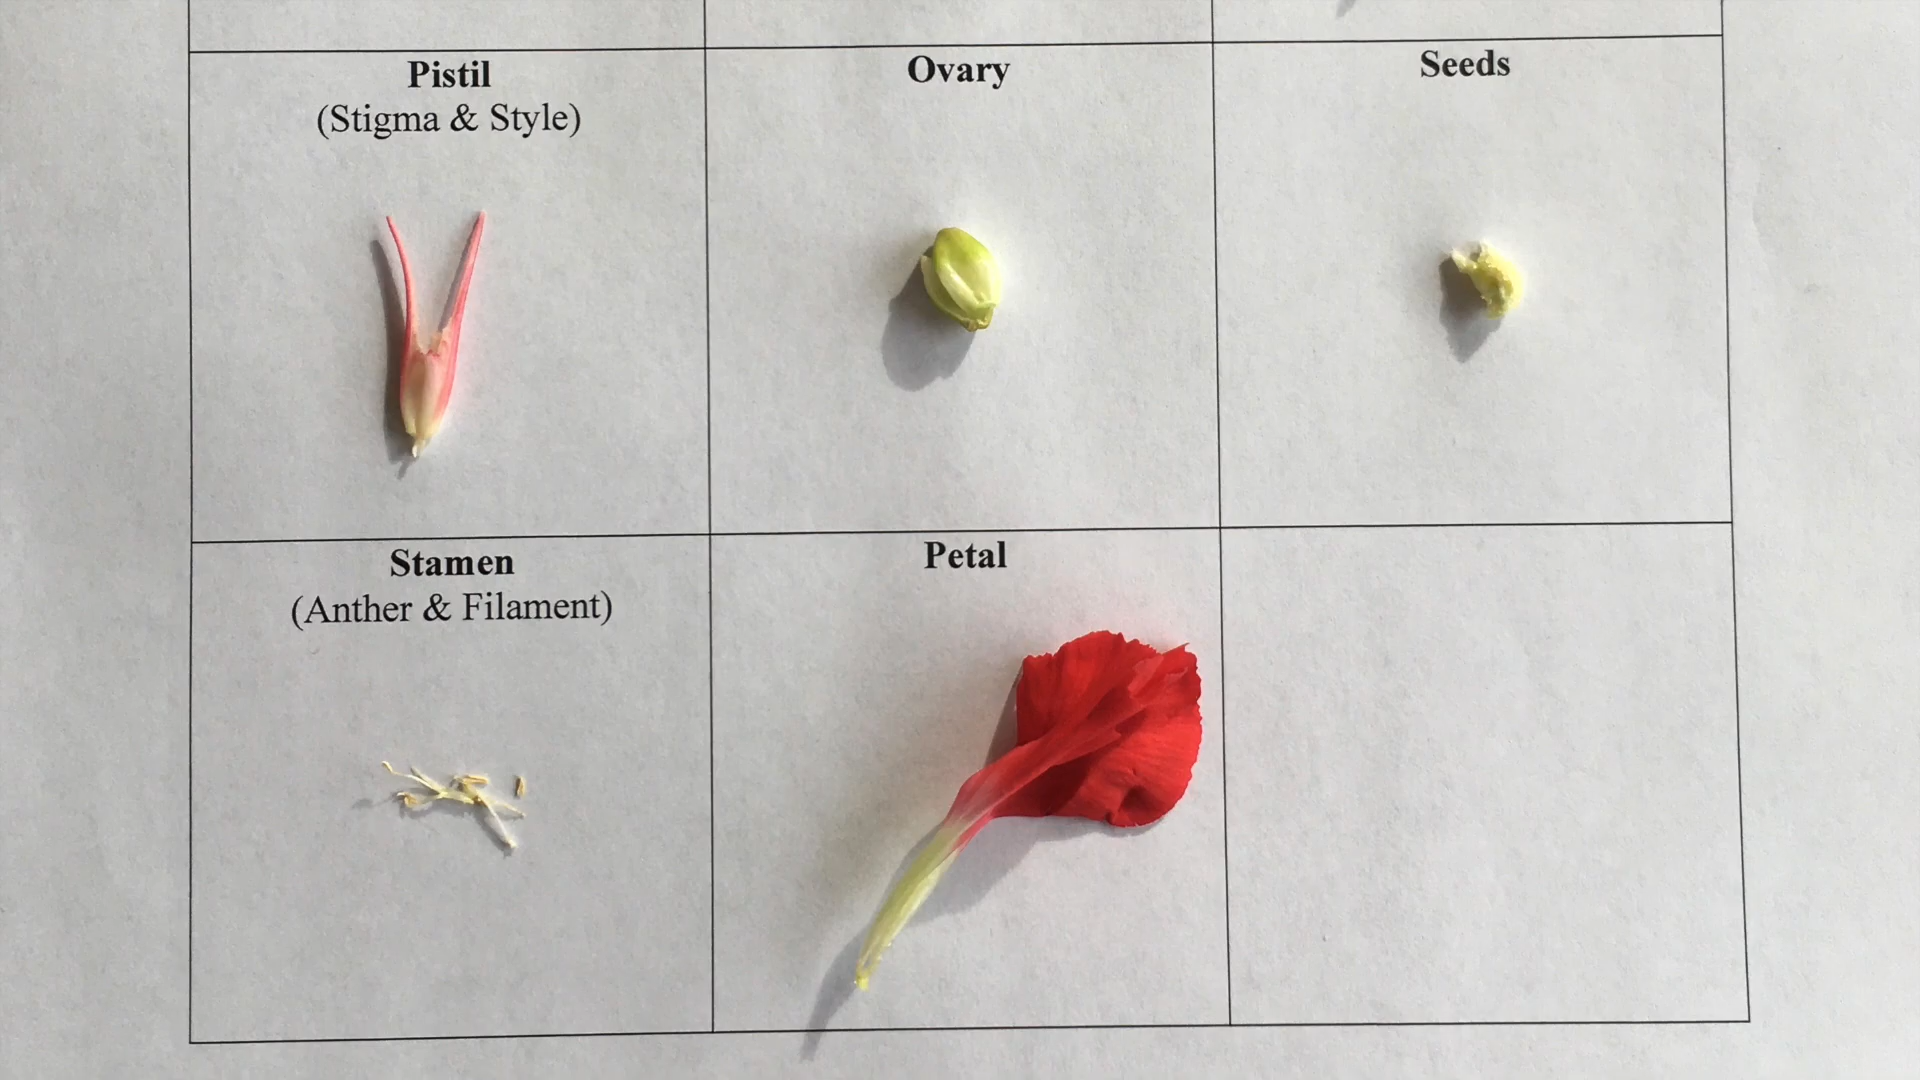 Pistil
(Stigma & Style)
Ovary
Seeds
Stamen
(Anther & Filament)
Petal